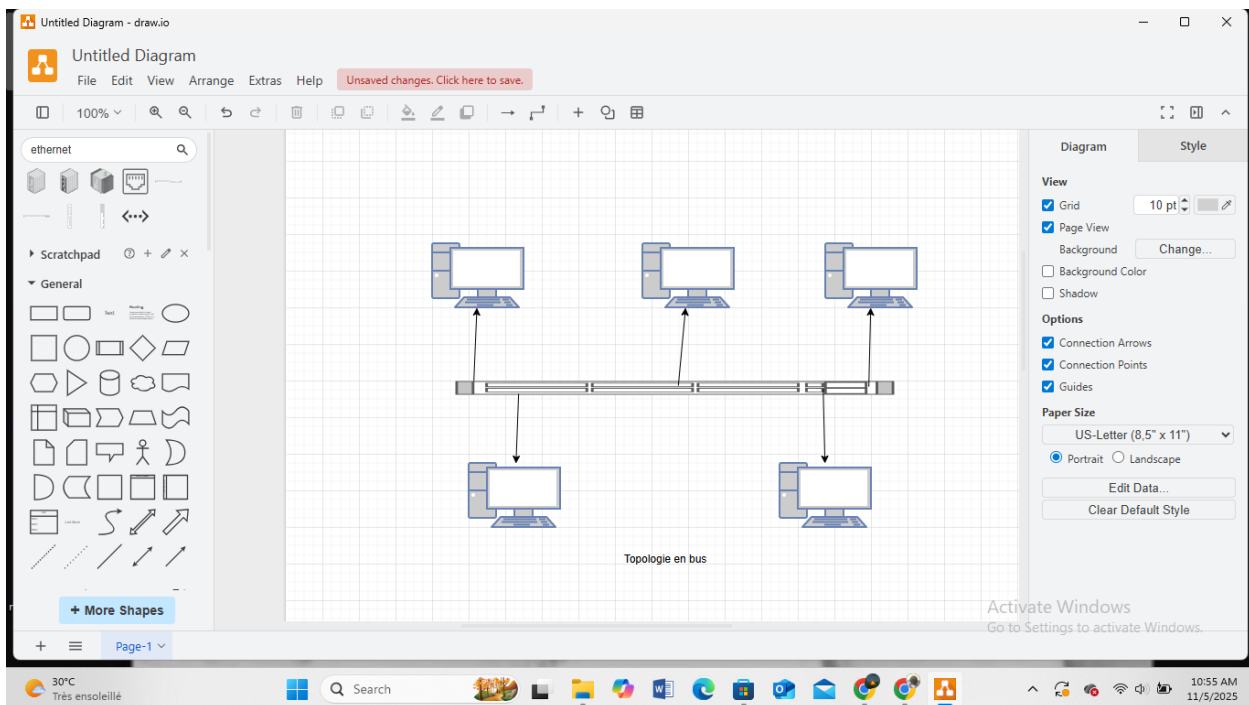 Untitled Diagram - draw.io
Untitled Diagram
File Edit View Arrange Extras Help Unsaved changes. Click here to save.
100%
ethernet
Scratchpad
General
Text
Heading
More Shapes
Diagram Style
View
Grid 10 pt
Page View
Background Change...
Background Color
Shadow
Options
Connection Arrows
Connection Points
Guides
Paper Size
US-Letter (8,5" x 11")
Portrait Landscape
Edit Data...
Clear Default Style
Topologie en bus
Activate Windows
Go to Settings to activate Windows.
Page-1
30°C
Très ensoleillé
Search
10:55 AM
11/5/2025